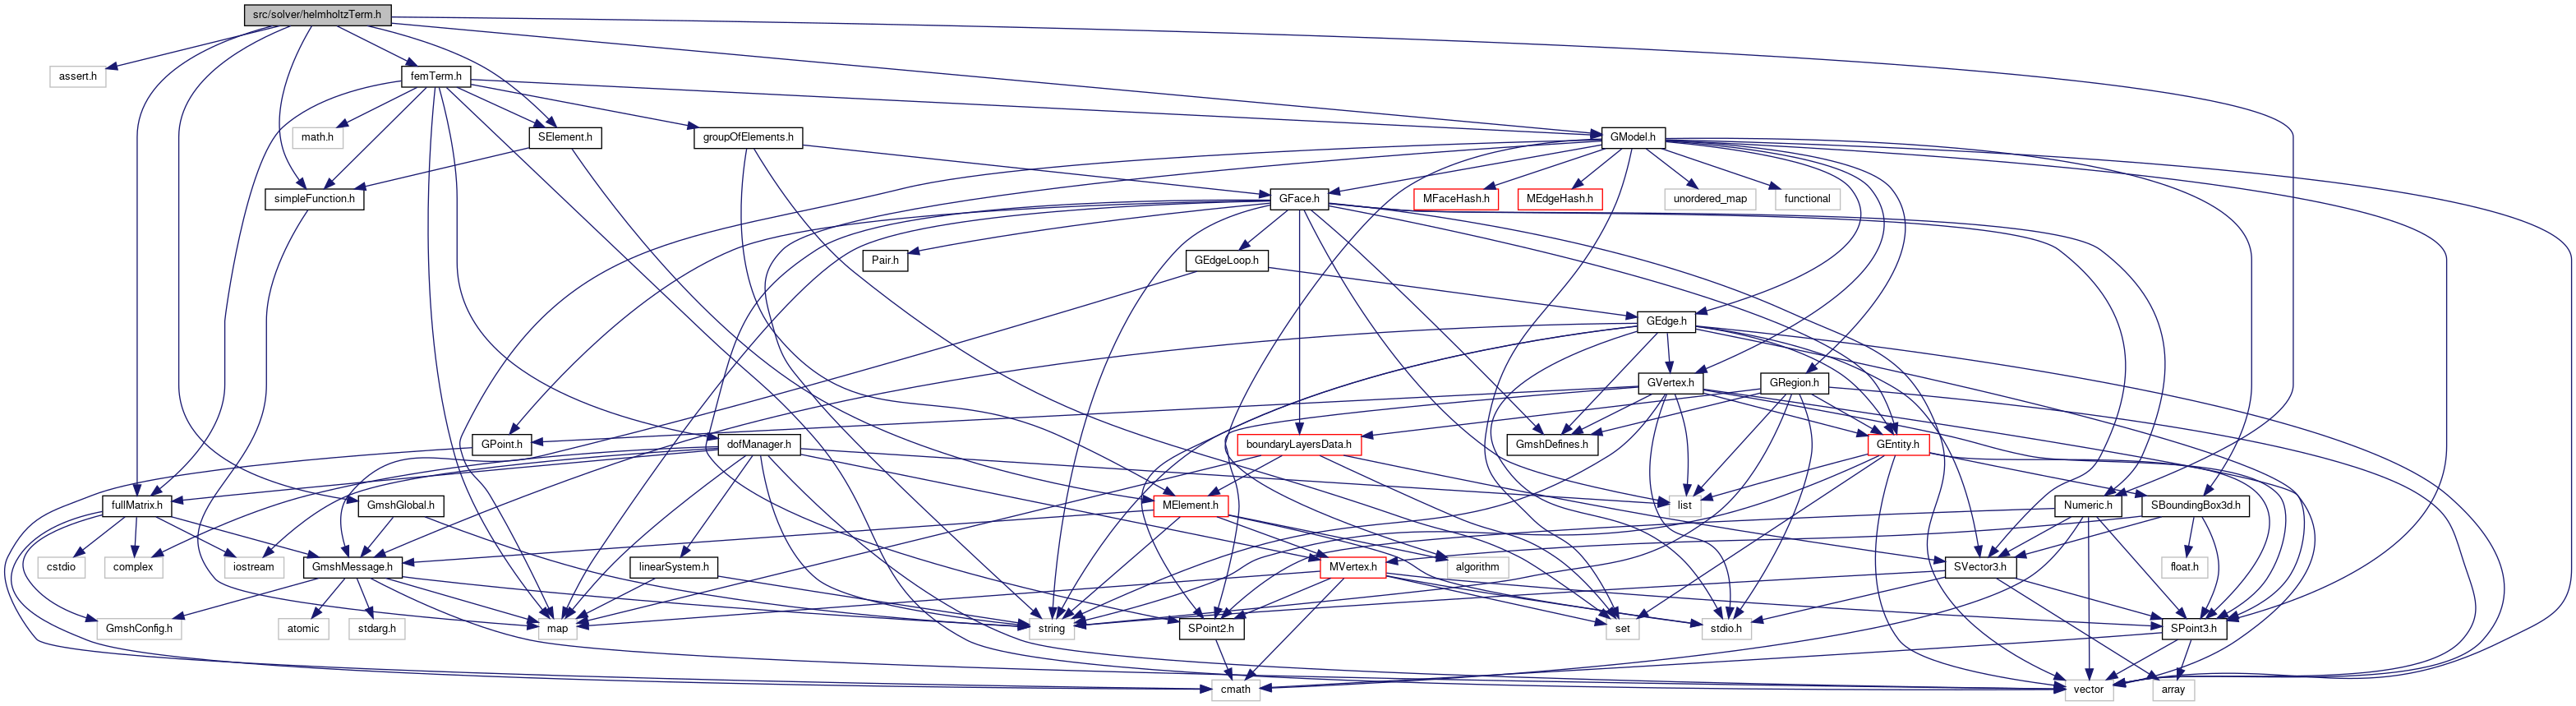 src/solver/helmholtzTerm.h
assert.h
femTerm.h
math.h
SElement.h
groupOfElements.h
GModel.h
simpleFunction.h
GFace.h
MFaceHash.h
MEdgeHash.h
unordered_map
functional
Pair.h
GEdgeLoop.h
GEdge.h
GVertex.h
GRegion.h
GPoint.h
dofManager.h
boundaryLayersData.h
GmshDefines.h
GEntity.h
fullMatrix.h
GmshGlobal.h
MElement.h
list
Numeric.h
SBoundingBox3d.h
cstdio
complex
iostream
GmshMessage.h
linearSystem.h
MVertex.h
algorithm
SVector3.h
float.h
GmshConfig.h
atomic
stdarg.h
map
string
SPoint2.h
set
stdio.h
SPoint3.h
cmath
vector
array